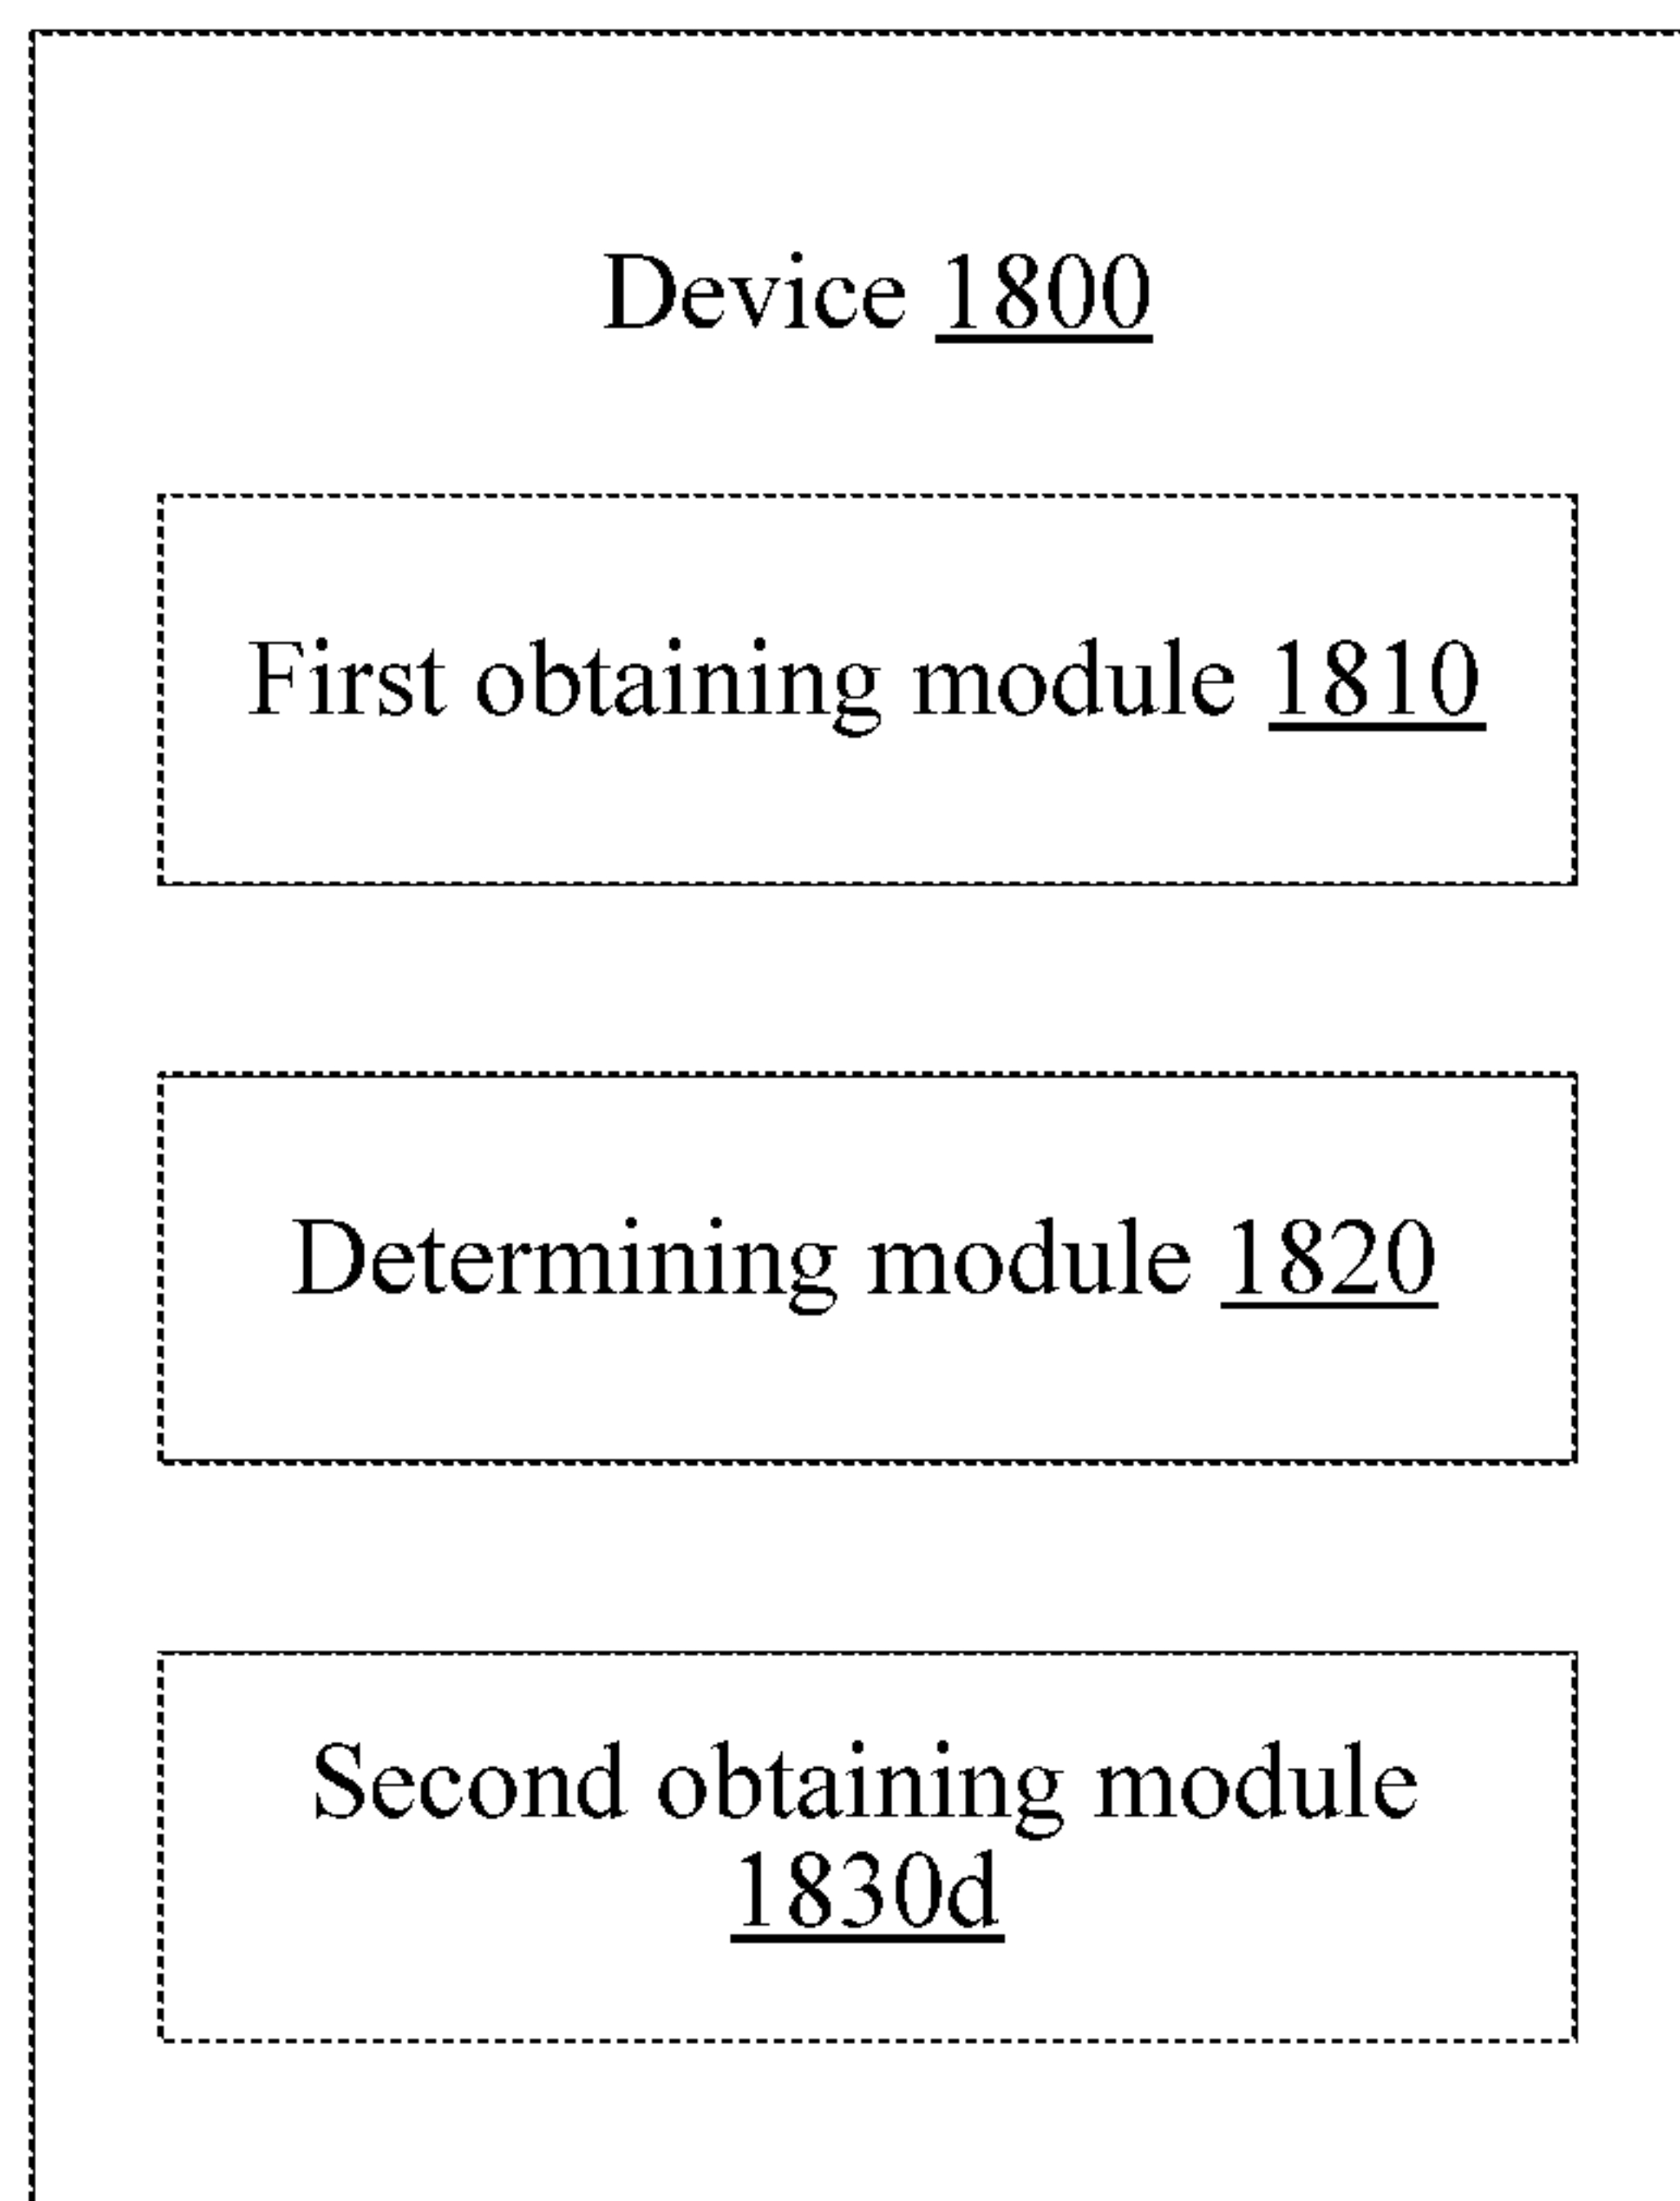 Device 1800
First obtaining module 1810
Determining module 1820
Second obtaining module
1830d